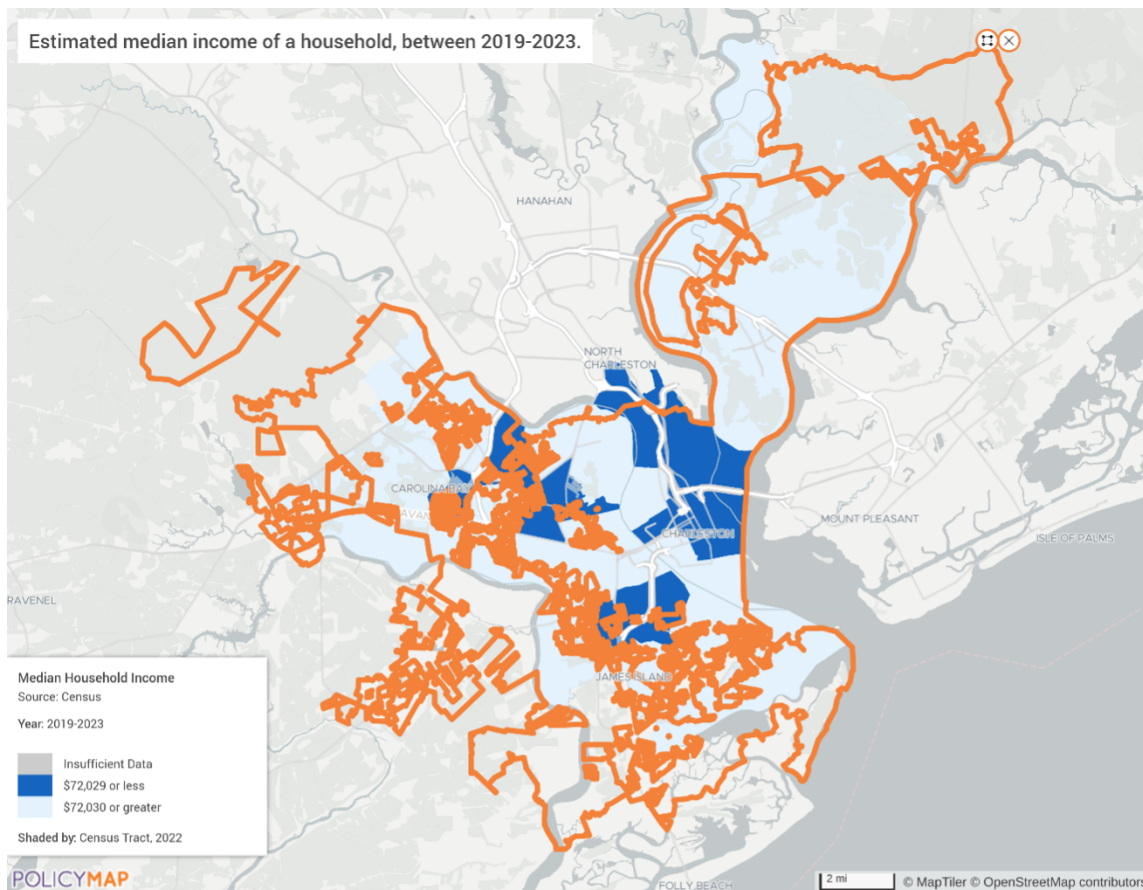 Estimated median income of a household, between 2019-2023.
HANAHAN
NORTH
CHARLESTON
CAROLINA BAY
AVAN
CHARLESTON
MOUNT PLEASANT
ISLE OF PALMS
RAVENEL
JAMES ISLAND
FOLLY BEACH
Median Household Income
Source: Census
Year: 2019-2023
Insufficient Data
$72,029 or less
$72,030 or greater
Shaded by: Census Tract, 2022
POLICYMAP
2 mi
© MapTiler © OpenStreetMap contributors